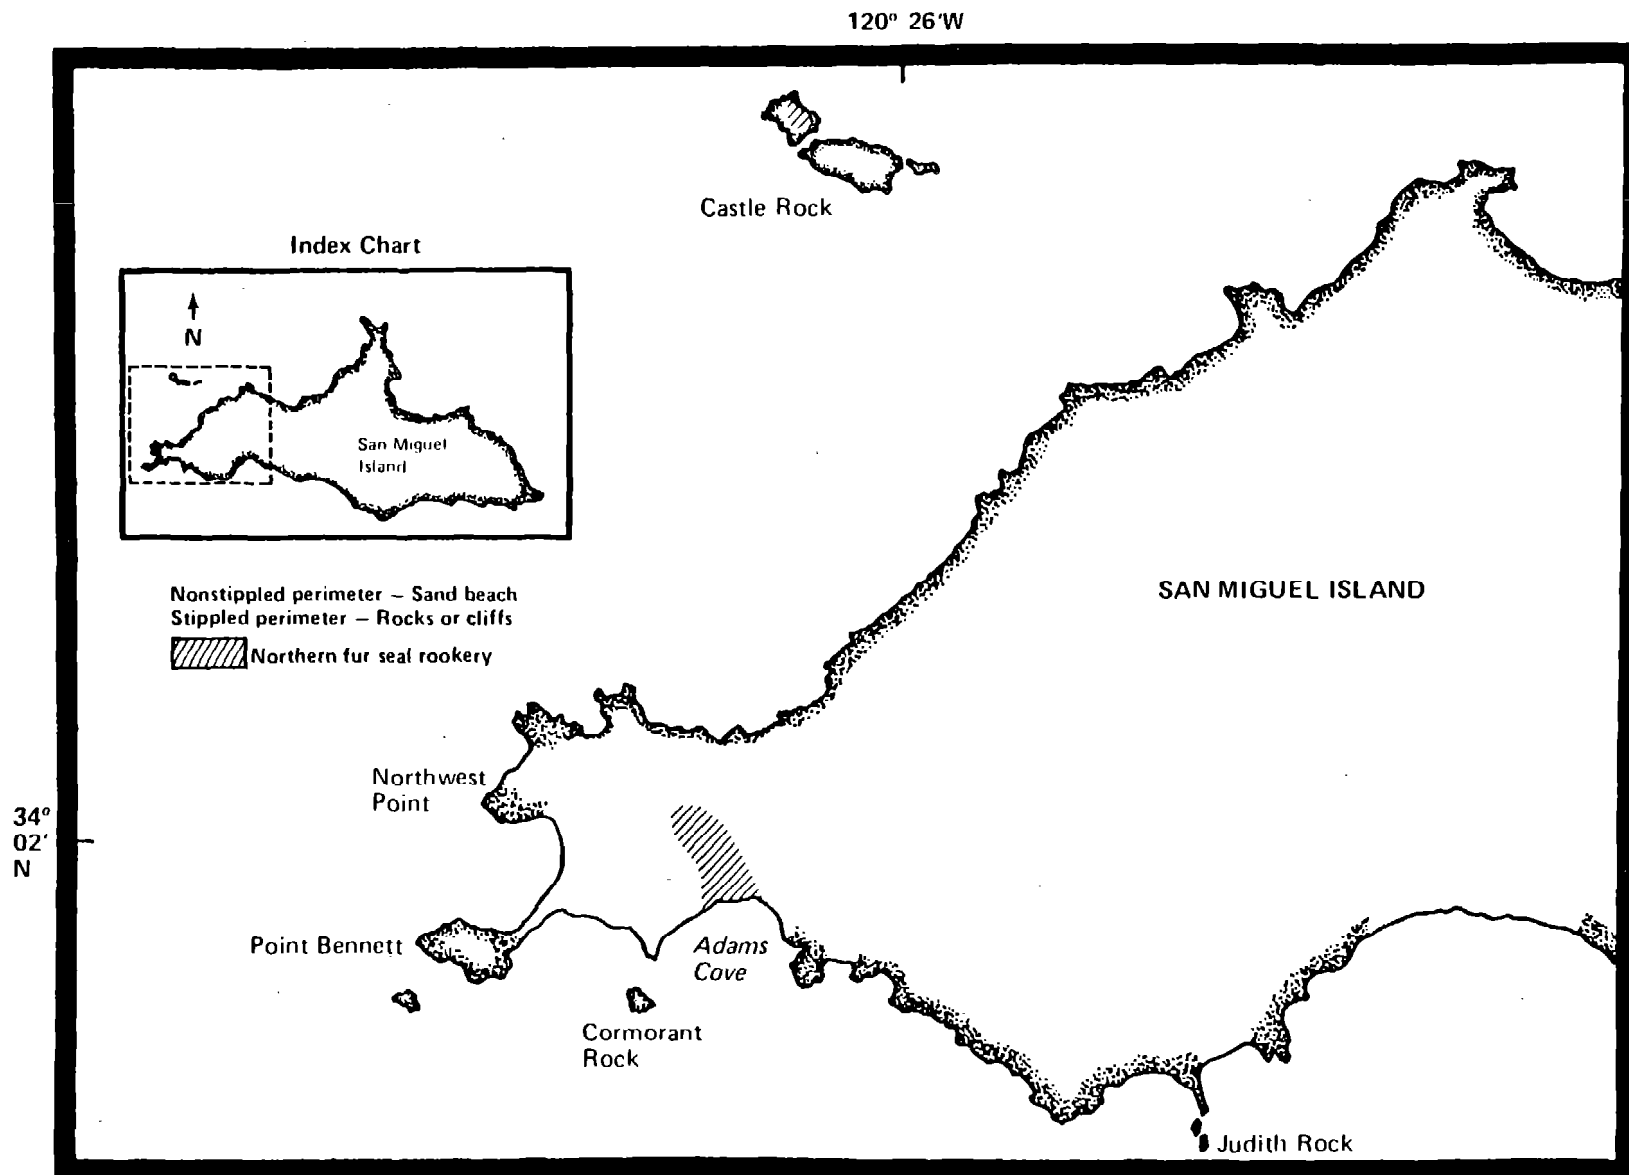 120° 26'W
Castle Rock
Index Chart
N
San Miguel
Island
Nonstippled perimeter – Sand beach
Stippled perimeter – Rocks or cliffs
Northern fur seal rookery
SAN MIGUEL ISLAND
Northwest
Point
34°
02'
N
Point Bennett
Adams
Cove
Cormorant
Rock
Judith Rock